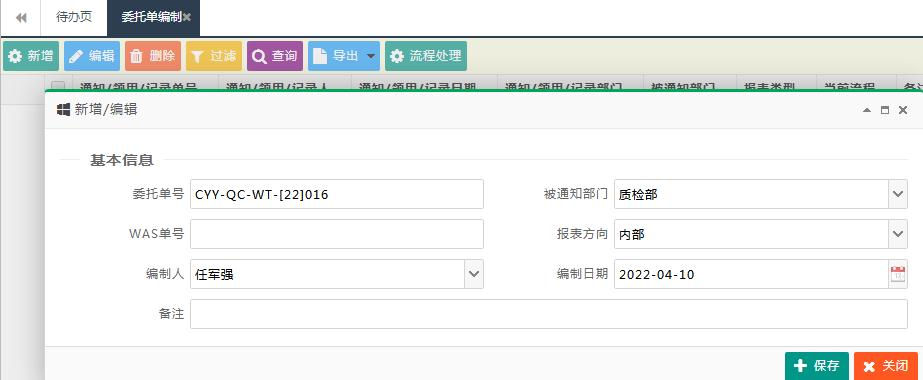 待办页 委托单编制
新增 编辑 删除 过滤 查询 导出 流程处理
通知/领用/记录单号 通知/领用/记录人 通知/领用/记录日期 通知/领用/记录部门 被通知部门 报表类型 当前流程 备注
新增/编辑
基本信息
委托单号 CYY-QC-WT-[22]016 被通知部门 质检部
WAS单号 报表方向 内部
编制人 任军强 编制日期 2022-04-10
备注
保存 关闭